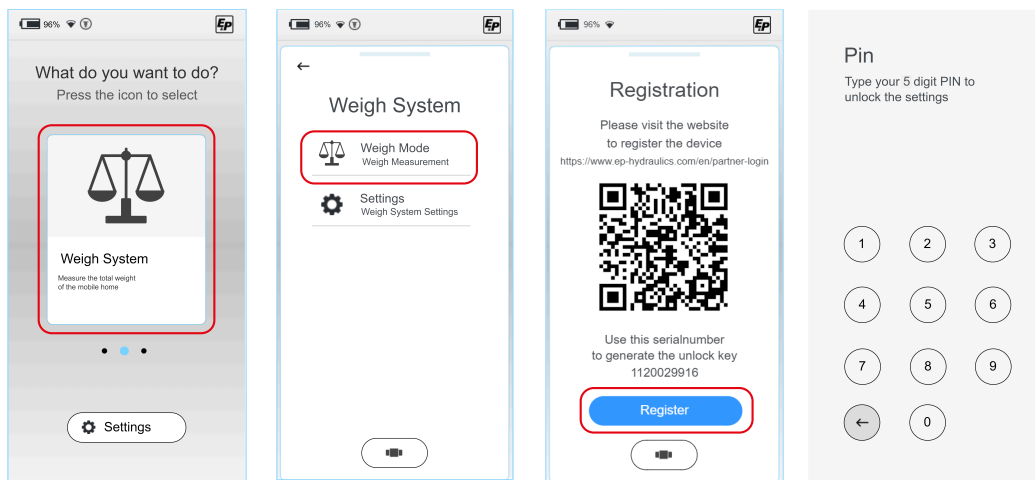 96%
E.P
What do you want to do?
Press the icon to select
Weigh System
Measure the total weight
of the mobile home
Settings
96%
E.P
Weigh System
Weigh Mode
Weigh Measurement
Settings
Weigh System Settings
96%
E.P
Registration
Please visit the website
to register the device
https://www.ep-hydraulics.com/en/partner-login
Use this serialnumber
to generate the unlock key
1120029916
Register
Pin
Type your 5 digit PIN to
unlock the settings
1 2 3
4 5 6
7 8 9
0